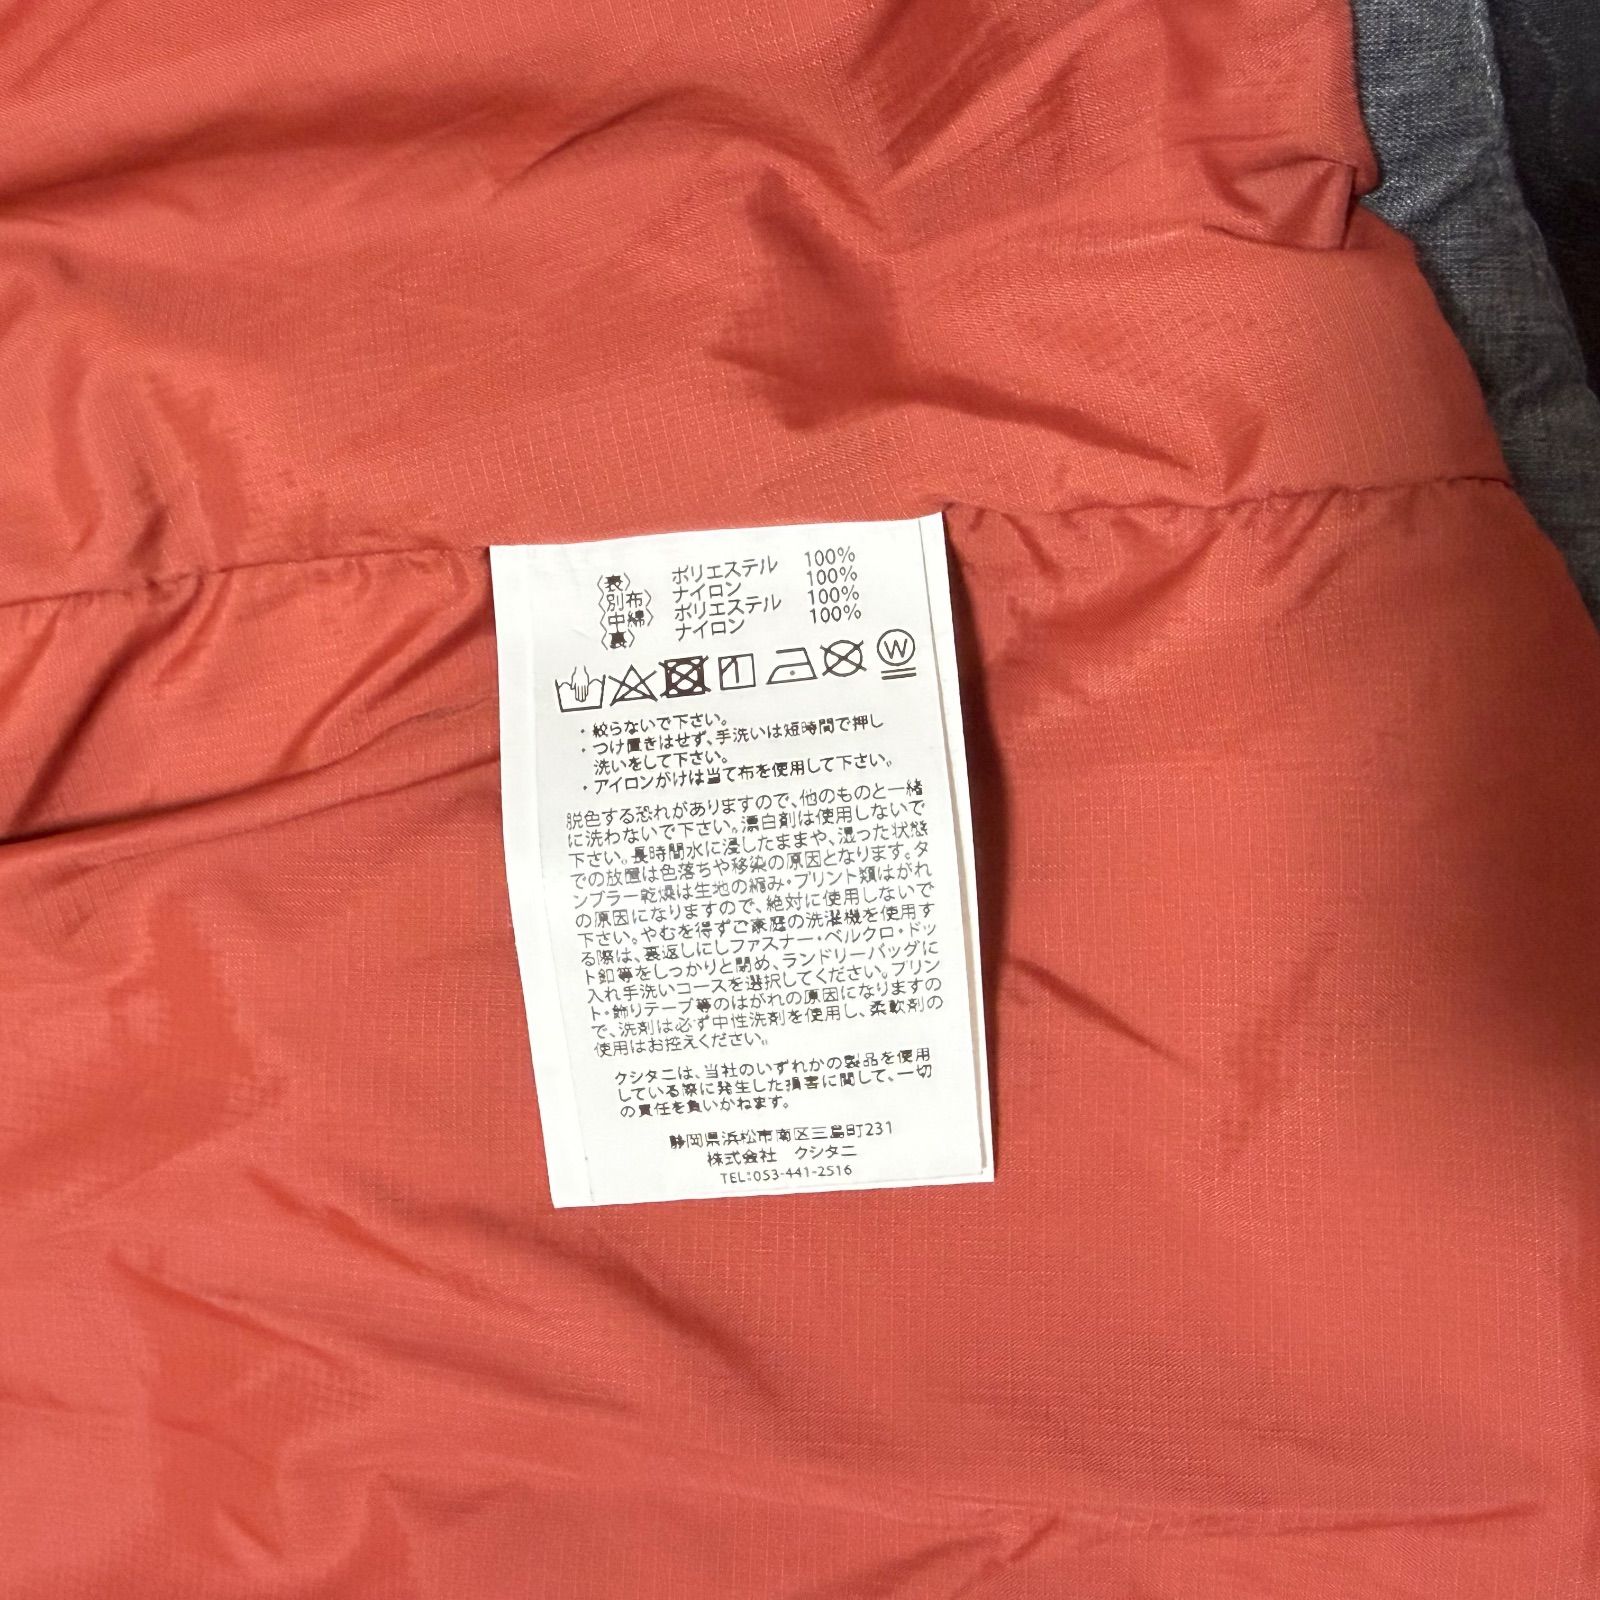 〈表〉 ポリエステル 100%
〈別布〉 ナイロン 100%
〈中綿〉 ポリエステル 100%
〈裏〉 ナイロン 100%
W
・絞らないで下さい。
・つけ置きはせず、手洗いは短時間で押し
洗いをして下さい。
・アイロンがけは当て布を使用して下さい。
脱色する恐れがありますので、他のものと一緒
に洗わないで下さい。漂白剤は使用しないで
下さい。長時間水に浸したままや、湿った状態
での放置は色落ちや移染の原因となります。タ
ンブラー乾燥は生地の縮み・プリント類はがれ
の原因になりますので、絶対に使用しないで
下さい。やむを得ずご家庭の洗濯機を使用す
る際は、裏返しにしファスナー・ベルクロ・ドッ
ト釦等をしっかりと閉め、ランドリーバッグに
入れ手洗いコースを選択してください。プリン
ト・飾りテープ等のはがれの原因になりますの
で、洗剤は必ず中性洗剤を使用し、柔軟剤の
使用はお控えください。
クシタニは、当社のいずれかの製品を使用
している際に発生した損害に関して、一切
の責任を負いかねます。
静岡県浜松市南区三島町231
株式会社 クシタニ
TEL:053-441-2516